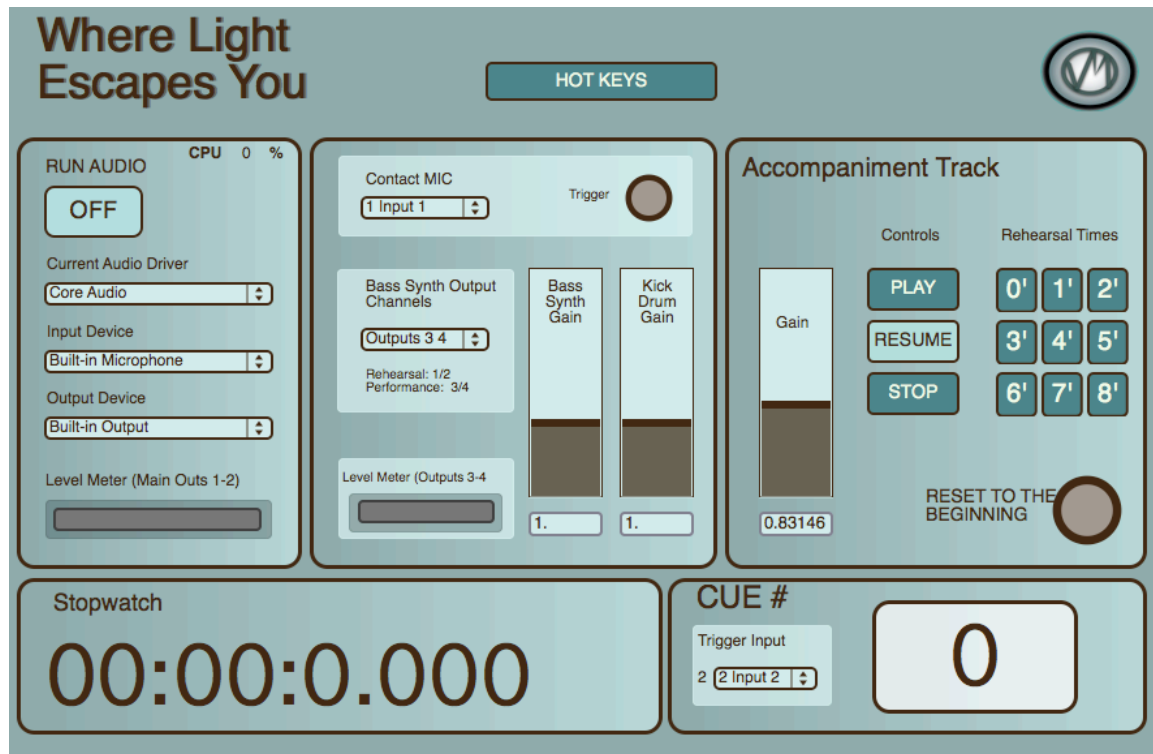 Where Light
Escapes You
HOT KEYS
VM
RUN AUDIO
CPU 0 %
OFF
Current Audio Driver
Core Audio
Input Device
Built-in Microphone
Output Device
Built-in Output
Level Meter (Main Outs 1-2)
Contact MIC
1 Input 1
Trigger
Bass Synth Output
Channels
Outputs 3 4
Rehearsal: 1/2
Performance: 3/4
Level Meter (Outputs 3-4
Bass
Synth
Gain
1.
Kick
Drum
Gain
1.
Accompaniment Track
Gain
0.83146
Controls
PLAY
RESUME
STOP
Rehearsal Times
0' 1' 2'
3' 4' 5'
6' 7' 8'
RESET TO THE
BEGINNING
Stopwatch
00:00:0.000
CUE #
Trigger Input
2 2 Input 2
0